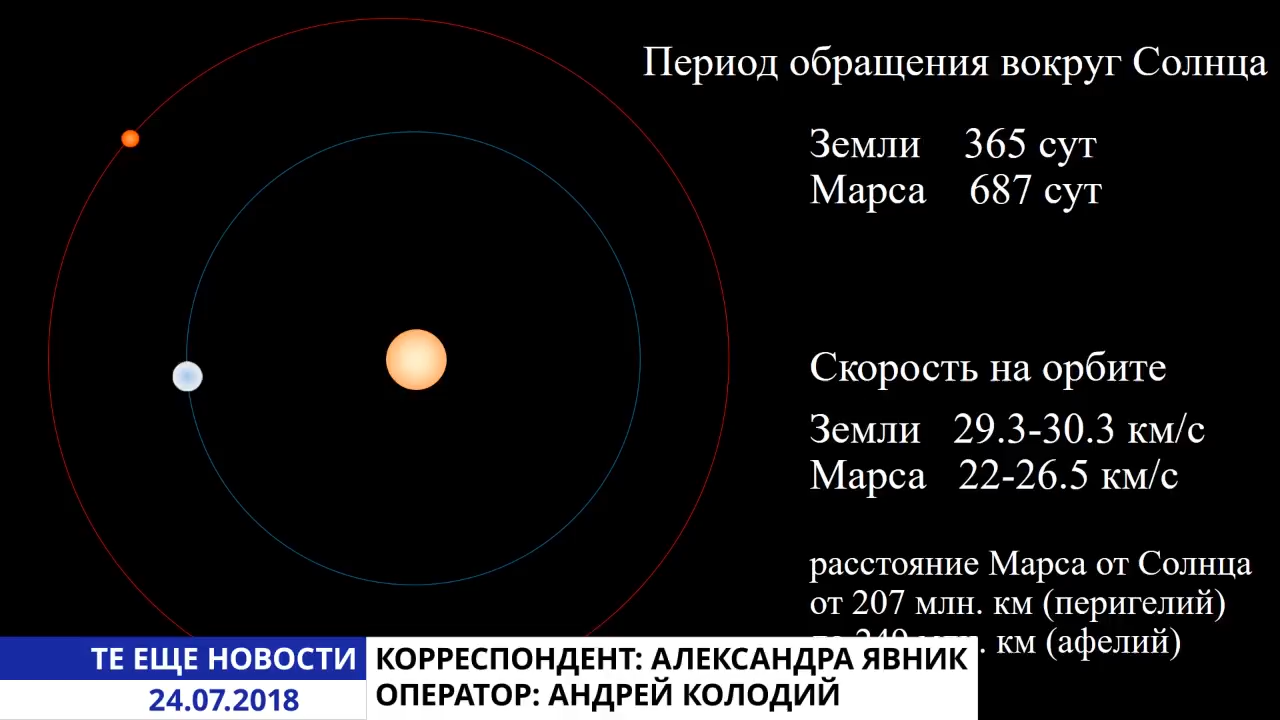 Период обращения вокруг Солнца
Земли 365 сут
Марса 687 сут
Скорость на орбите
Земли 29.3-30.3 км/с
Марса 22-26.5 км/с
расстояние Марса от Солнца
от 207 млн. км (перигелий)
км (афелий)
ТЕ ЕЩЕ НОВОСТИ
24.07.2018
КОРРЕСПОНДЕНТ: АЛЕКСАНДРА ЯВНИК
ОПЕРАТОР: АНДРЕЙ КОЛОДИЙ